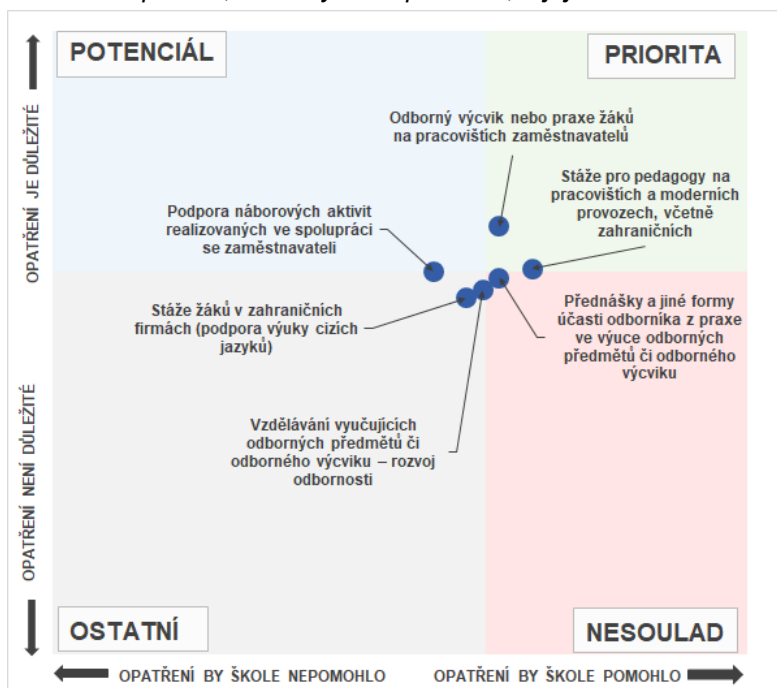 POTENCIÁL
PRIORITA
Odborný výcvik nebo praxe žáků
na pracovištích zaměstnavatelů
Stáže pro pedagogy na
pracovištích a moderních
provozech, včetně
zahraničních
Podpora náborových aktivit
realizovaných ve spolupráci
se zaměstnavateli
Stáže žáků v zahraničních
firmách (podpora výuky cizích
jazyků)
Přednášky a jiné formy
účasti odborníka z praxe
ve výuce odborných
předmětů či odborného
výcviku
Vzdělávání vyučujících
odborných předmětů či
odborného výcviku – rozvoj
odbornosti
OPATŘENÍ JE DŮLEŽITÉ
OPATŘENÍ NENÍ DŮLEŽITÉ
OSTATNÍ
NESOULAD
OPATŘENÍ BY ŠKOLE NEPOMOHLO
OPATŘENÍ BY ŠKOLE POMOHLO